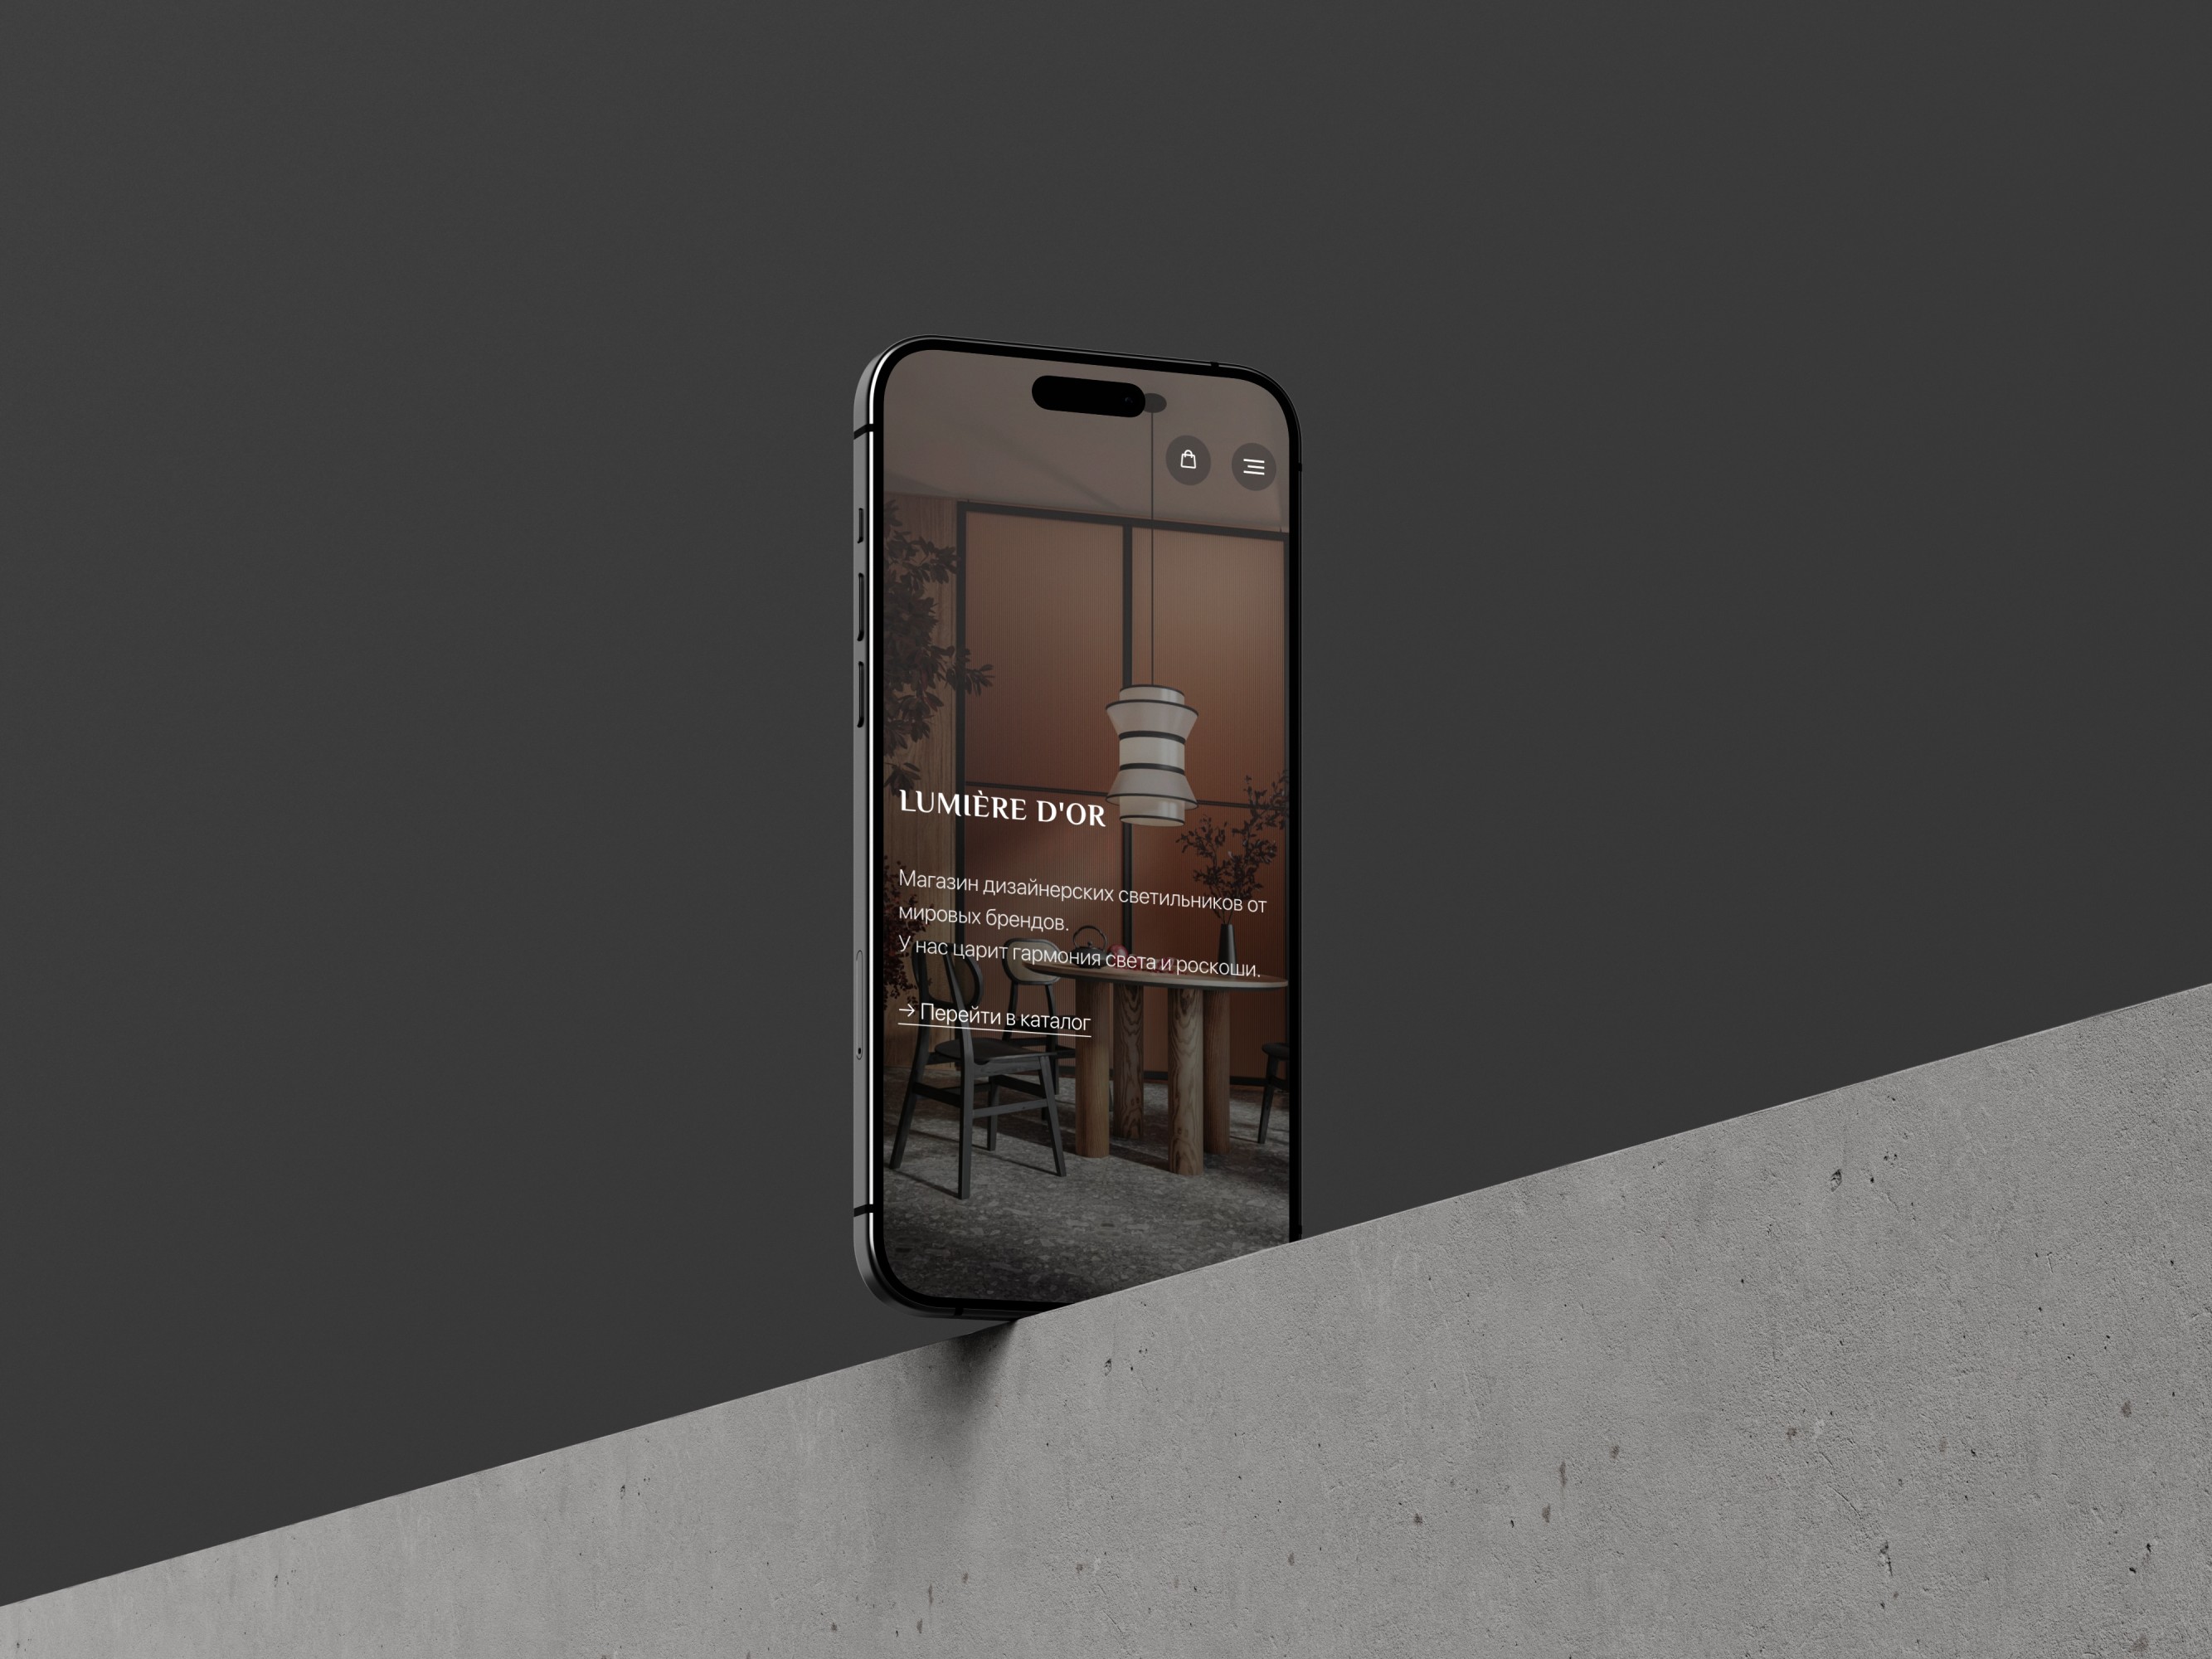 LUMIÈRE D'OR
Магазин дизайнерских светильников от
мировых брендов.
У нас царит гармония света и роскоши.
→ Перейти в каталог